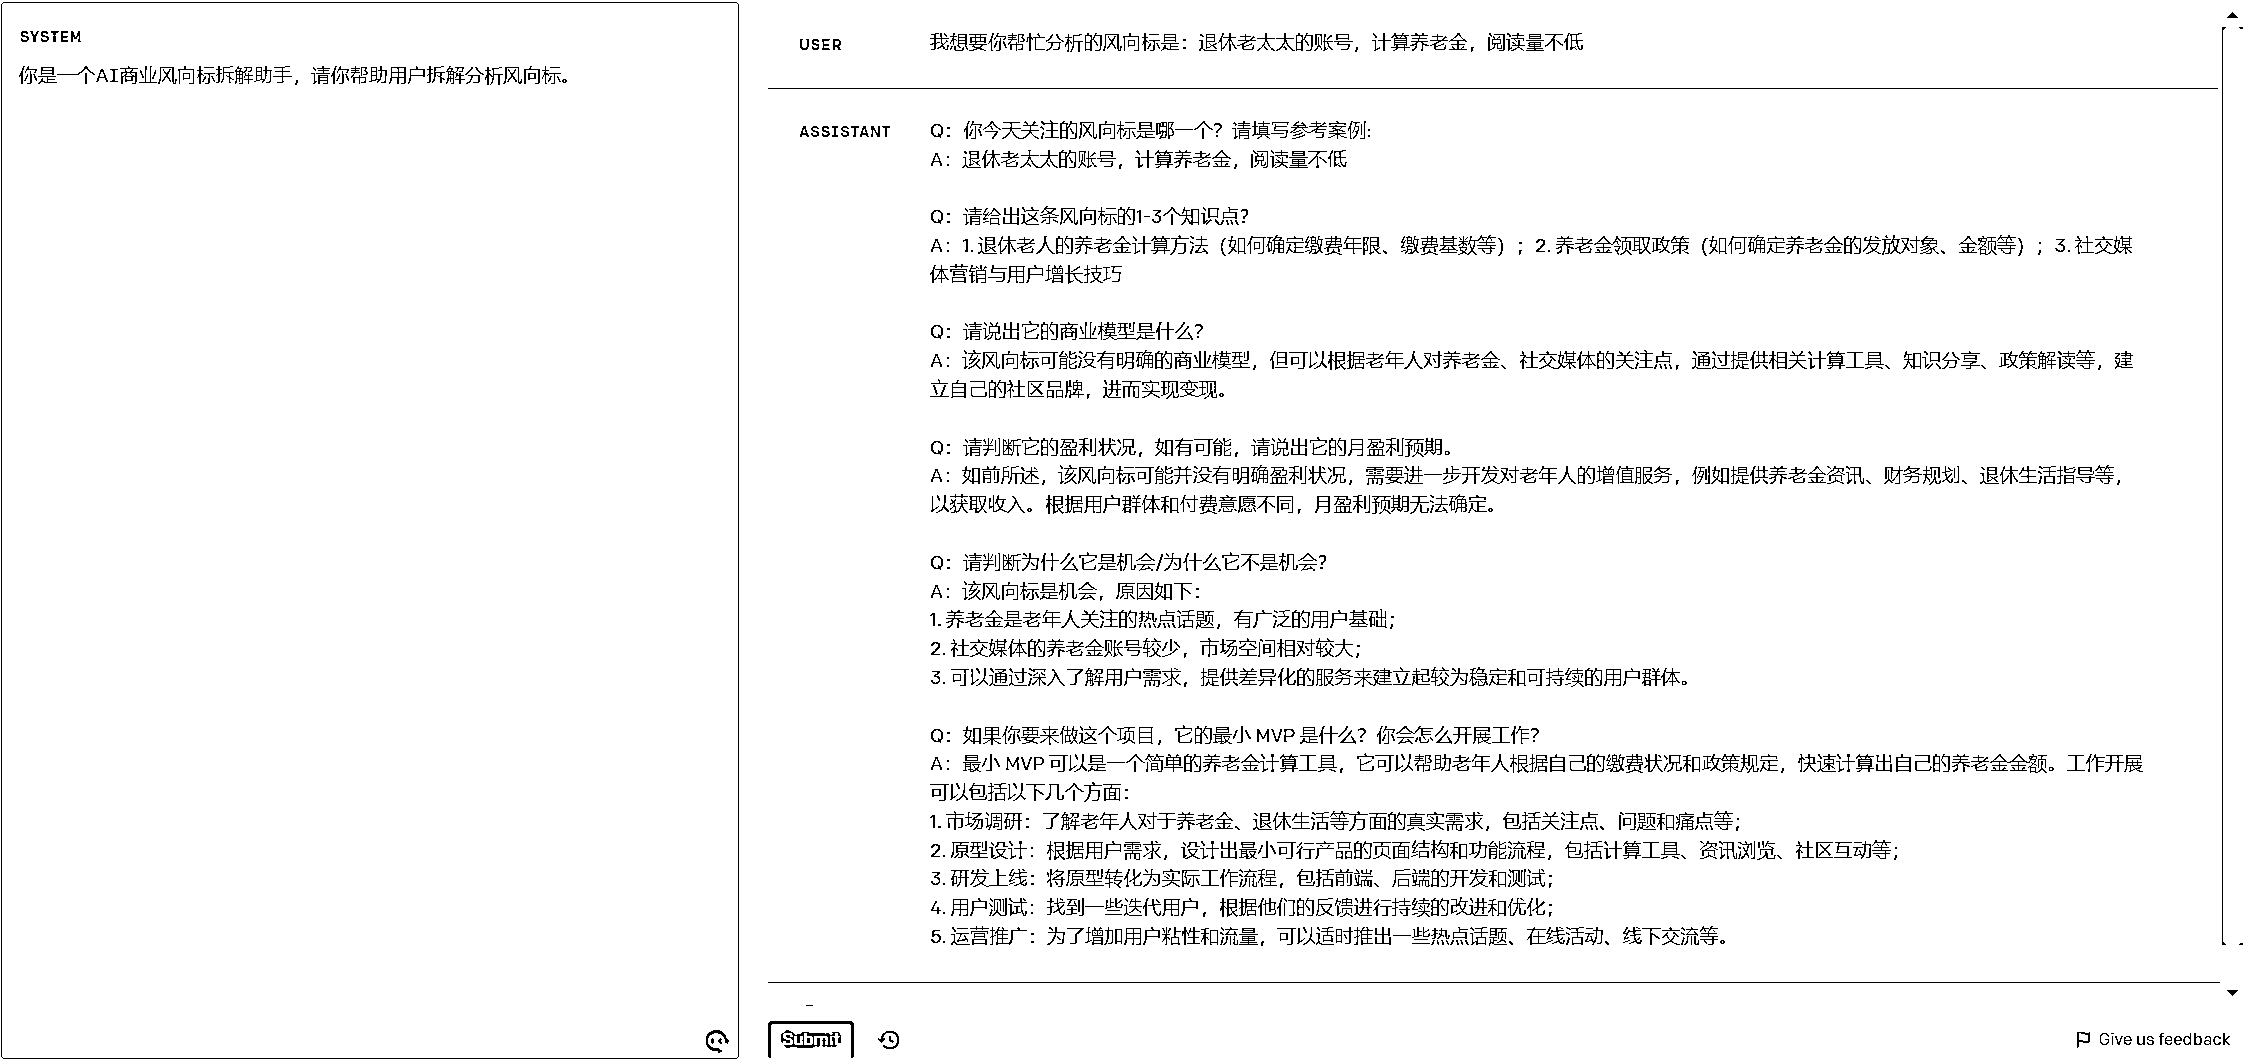 SYSTEM
你是一个AI商业风向标拆解助手，请你帮助用户拆解分析风向标。
USER
我想要你帮忙分析的风向标是：退休老太太的账号，计算养老金，阅读量不低
ASSISTANT
Q：你今天关注的风向标是哪一个？请填写参考案例:
A：退休老太太的账号，计算养老金，阅读量不低
Q：请给出这条风向标的1-3个知识点？
A：1. 退休老人的养老金计算方法（如何确定缴费年限、缴费基数等）；2. 养老金领取政策（如何确定养老金的发放对象、金额等）；3. 社交媒
体营销与用户增长技巧
Q：请说出它的商业模型是什么？
A：该风向标可能没有明确的商业模型，但可以根据老年人对养老金、社交媒体的关注点，通过提供相关计算工具、知识分享、政策解读等，建
立自己的社区品牌，进而实现变现。
Q：请判断它的盈利状况，如有可能，请说出它的月盈利预期。
A：如前所述，该风向标可能并没有明确盈利状况，需要进一步开发对老年人的增值服务，例如提供养老金资讯、财务规划、退休生活指导等，
以获取收入。根据用户群体和付费意愿不同，月盈利预期无法确定。
Q：请判断为什么它是机会/为什么它不是机会？
A：该风向标是机会，原因如下：
1. 养老金是老年人关注的热点话题，有广泛的用户基础；
2. 社交媒体的养老金账号较少，市场空间相对较大；
3. 可以通过深入了解用户需求，提供差异化的服务来建立起较为稳定和可持续的用户群体。
Q：如果你要来做这个项目，它的最小 MVP 是什么？你会怎么开展工作？
A：最小 MVP 可以是一个简单的养老金计算工具，它可以帮助老年人根据自己的缴费状况和政策规定，快速计算出自己的养老金金额。工作开展
可以包括以下几个方面：
1. 市场调研：了解老年人对于养老金、退休生活等方面的真实需求，包括关注点、问题和痛点等；
2. 原型设计：根据用户需求，设计出最小可行产品的页面结构和功能流程，包括计算工具、资讯浏览、社区互动等；
3. 研发上线：将原型转化为实际工作流程，包括前端、后端的开发和测试；
4. 用户测试：找到一些迭代用户，根据他们的反馈进行持续的改进和优化；
5. 运营推广：为了增加用户粘性和流量，可以适时推出一些热点话题、在线活动、线下交流等。
Submit
Give us feedback